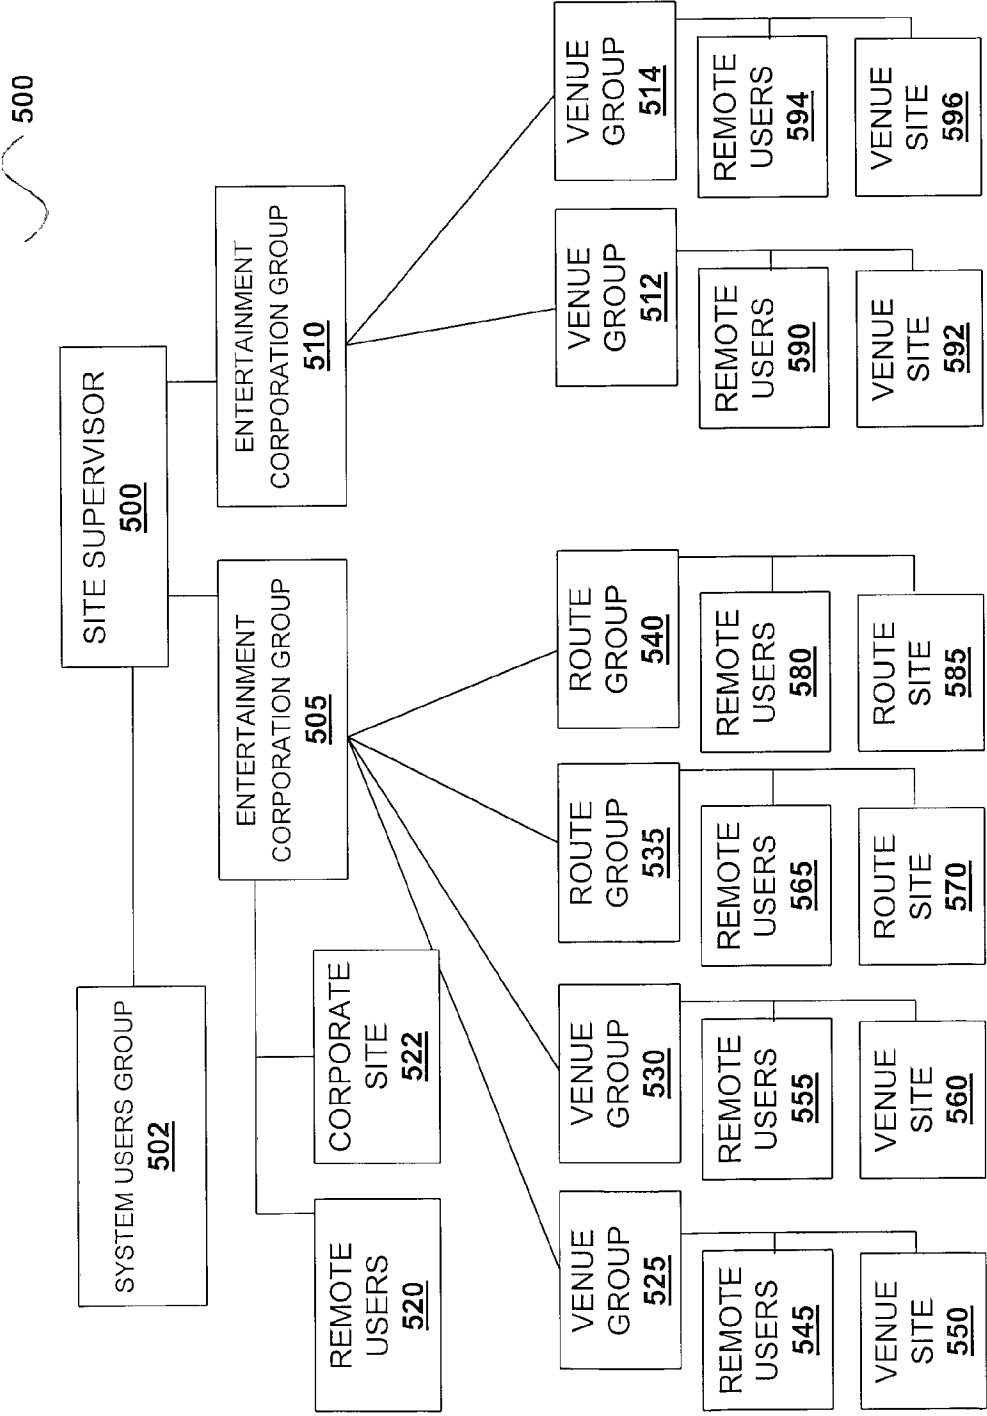 500
SITE SUPERVISOR
500
SYSTEM USERS GROUP
502
ENTERTAINMENT
CORPORATION GROUP
505
ENTERTAINMENT
CORPORATION GROUP
510
REMOTE
USERS
520
CORPORATE
SITE
522
VENUE
GROUP
525
VENUE
GROUP
530
ROUTE
GROUP
535
ROUTE
GROUP
540
VENUE
GROUP
512
VENUE
GROUP
514
REMOTE
USERS
545
REMOTE
USERS
555
REMOTE
USERS
565
REMOTE
USERS
580
REMOTE
USERS
590
REMOTE
USERS
594
VENUE
SITE
550
VENUE
SITE
560
ROUTE
SITE
570
ROUTE
SITE
585
VENUE
SITE
592
VENUE
SITE
596